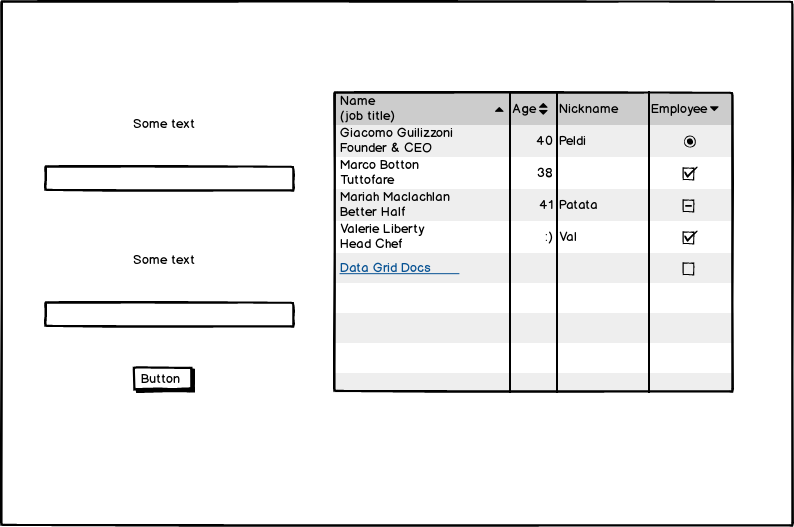 Some text
Some text
Button
Name
(job title)
Age
Nickname
Employee
Giacomo Guilizzoni
Founder & CEO
40
Peldi
Marco Botton
Tuttofare
38
Mariah Maclachlan
Better Half
41
Patata
Valerie Liberty
Head Chef
:)
Val
Data Grid Docs